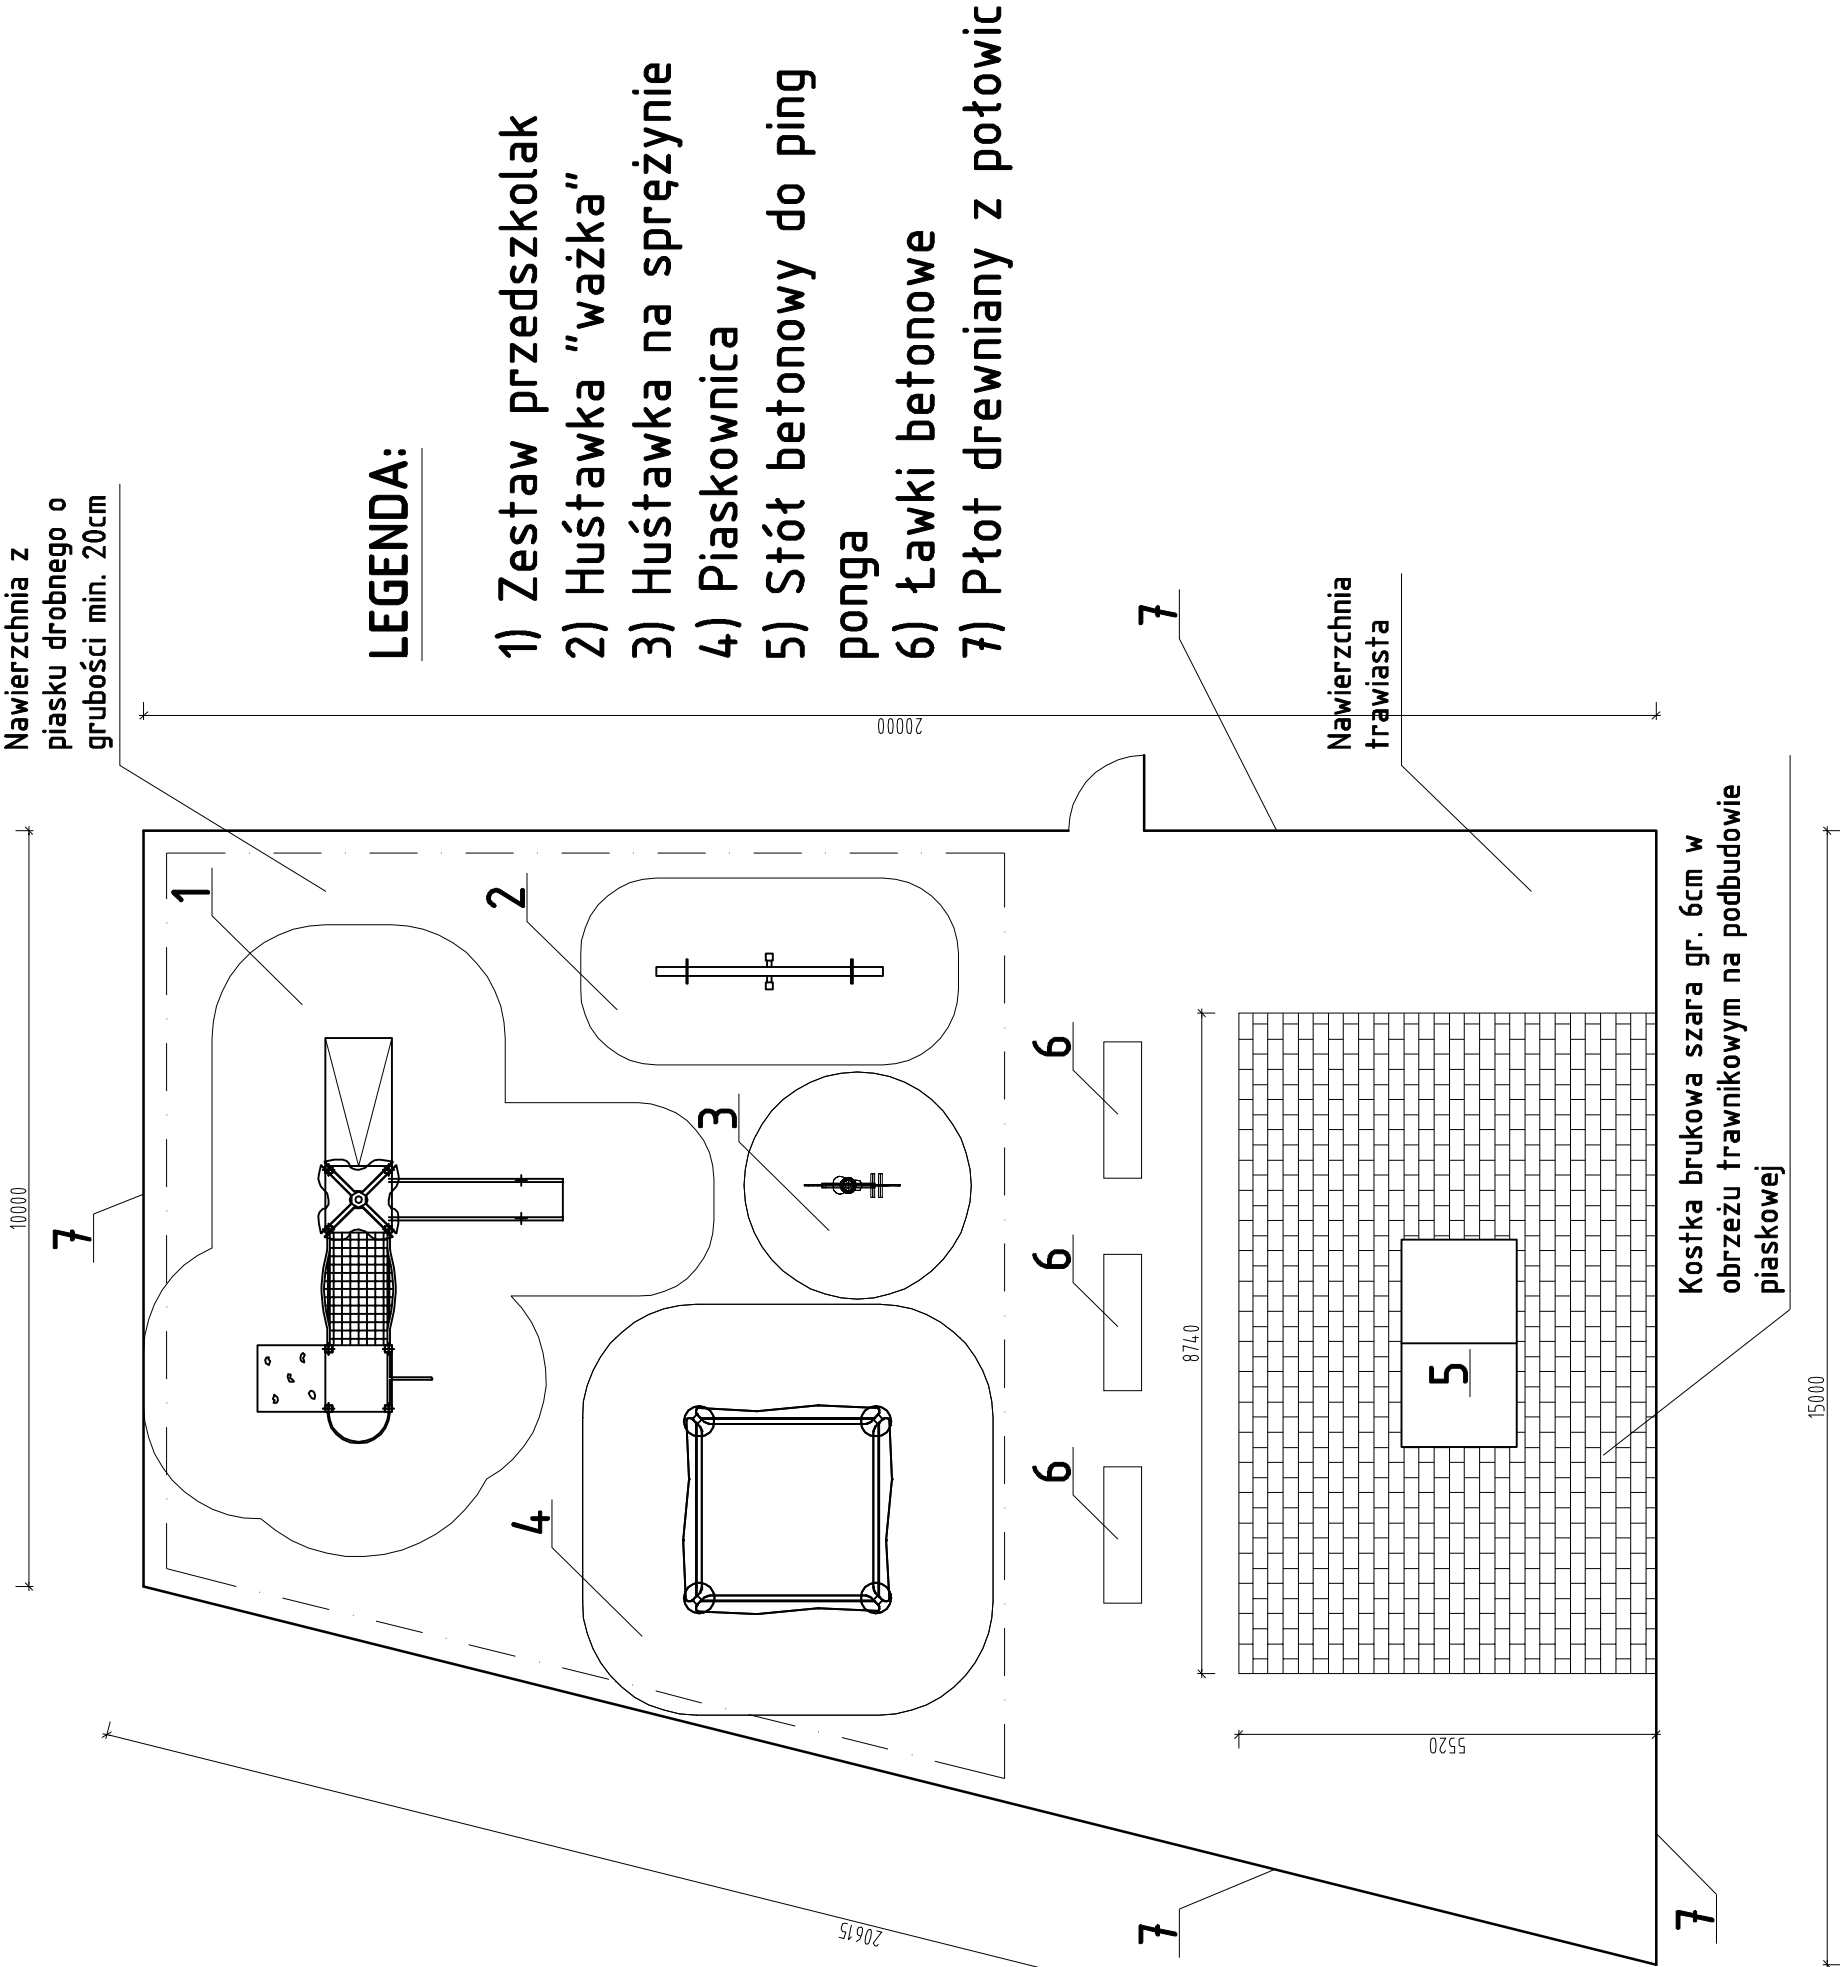 Nawierzchnia z
piasku drobnego o
grubości min. 20cm
LEGENDA:
1) Zestaw przedszkolak
2) Huśtawka "ważka"
3) Huśtawka na sprężynie
4) Piaskownica
5) Stół betonowy do ping
ponga
6) Ławki betonowe
7) Płot drewniany z połowic
7
Nawierzchnia
trawiasta
20000
10000
7
1
2
3
4
6
6
6
8740
5
5520
20615
7
7
Kostka brukowa szara gr. 6cm w
obrzeżu trawnikowym na podbudowie
piaskowej
15000